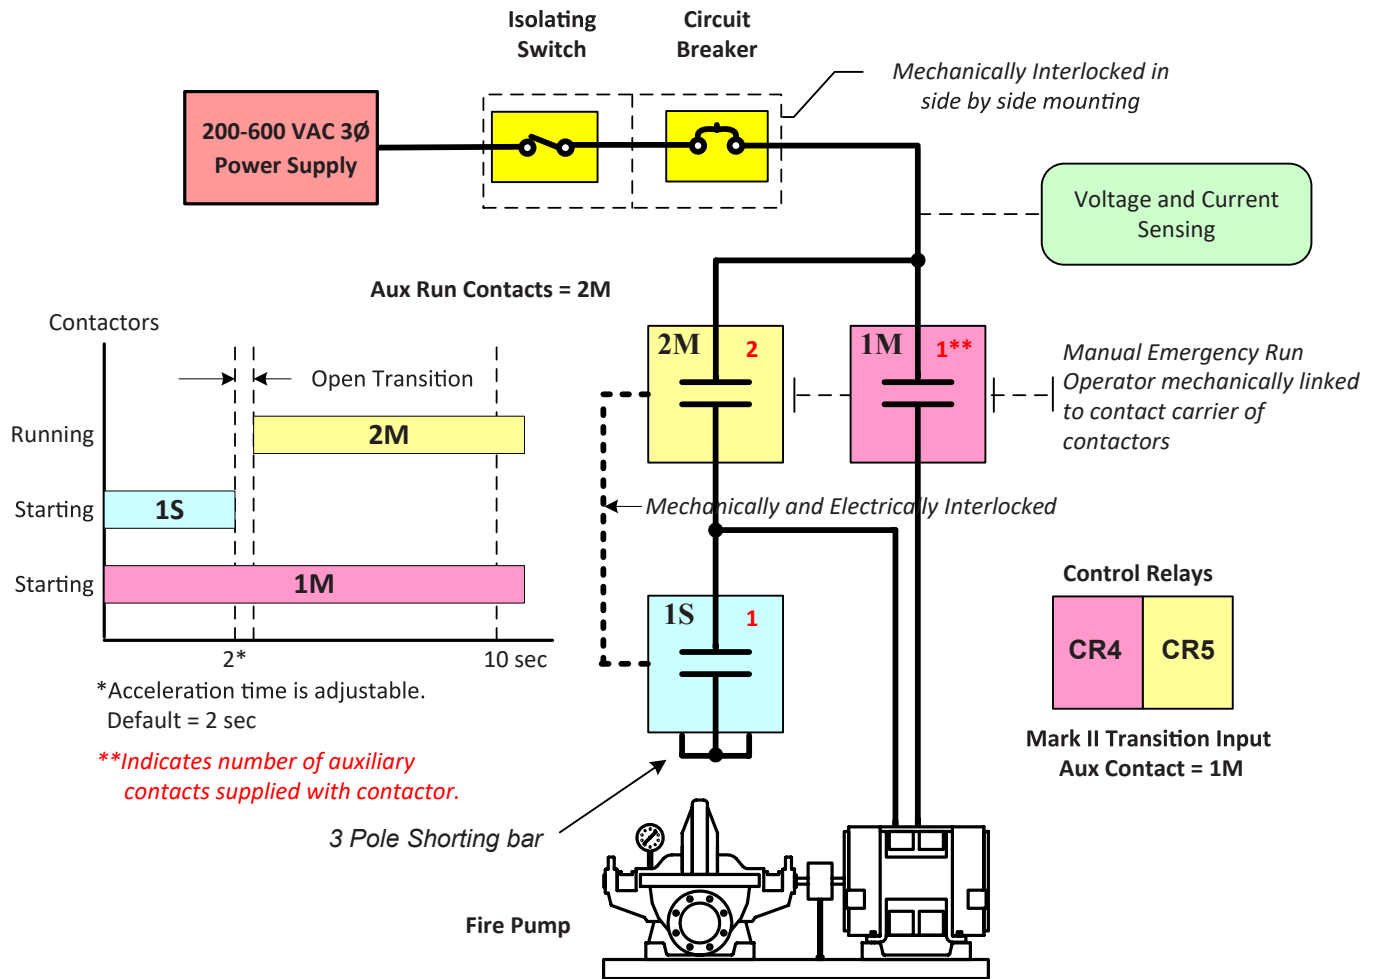 Isolating
Switch
Circuit
Breaker
Mechanically Interlocked in
side by side mounting
200-600 VAC 3Ø
Power Supply
Voltage and Current
Sensing
Aux Run Contacts = 2M
Contactors
Open Transition
Running
2M
Starting
1S
Starting
1M
2*
10 sec
*Acceleration time is adjustable.
Default = 2 sec
**Indicates number of auxiliary
contacts supplied with contactor.
2M
2
1M
1**
Manual Emergency Run
Operator mechanically linked
to contact carrier of
contactors
Mechanically and Electrically Interlocked
1S
1
Control Relays
CR4
CR5
Mark II Transition Input
Aux Contact = 1M
3 Pole Shorting bar
Fire Pump